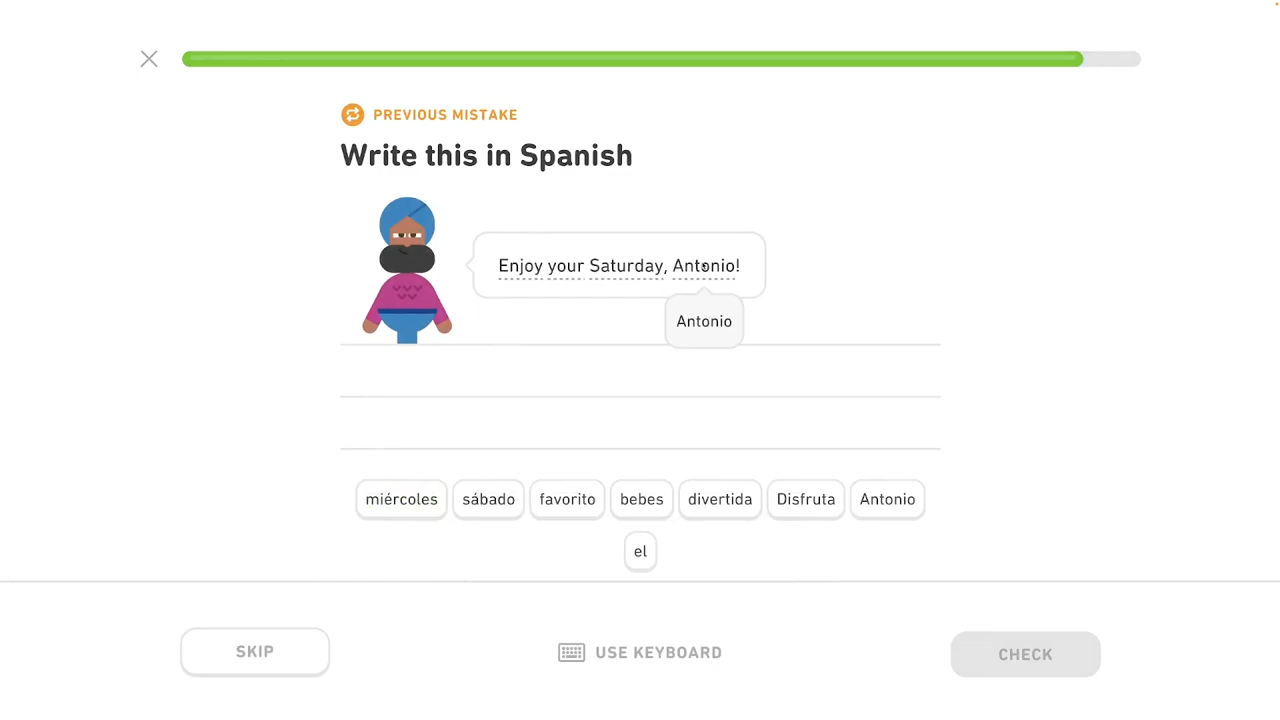 PREVIOUS MISTAKE
Write this in Spanish
Enjoy your Saturday, Antonio!
Antonio
miércoles sábado favorito bebes divertida Disfruta Antonio
el
SKIP USE KEYBOARD CHECK